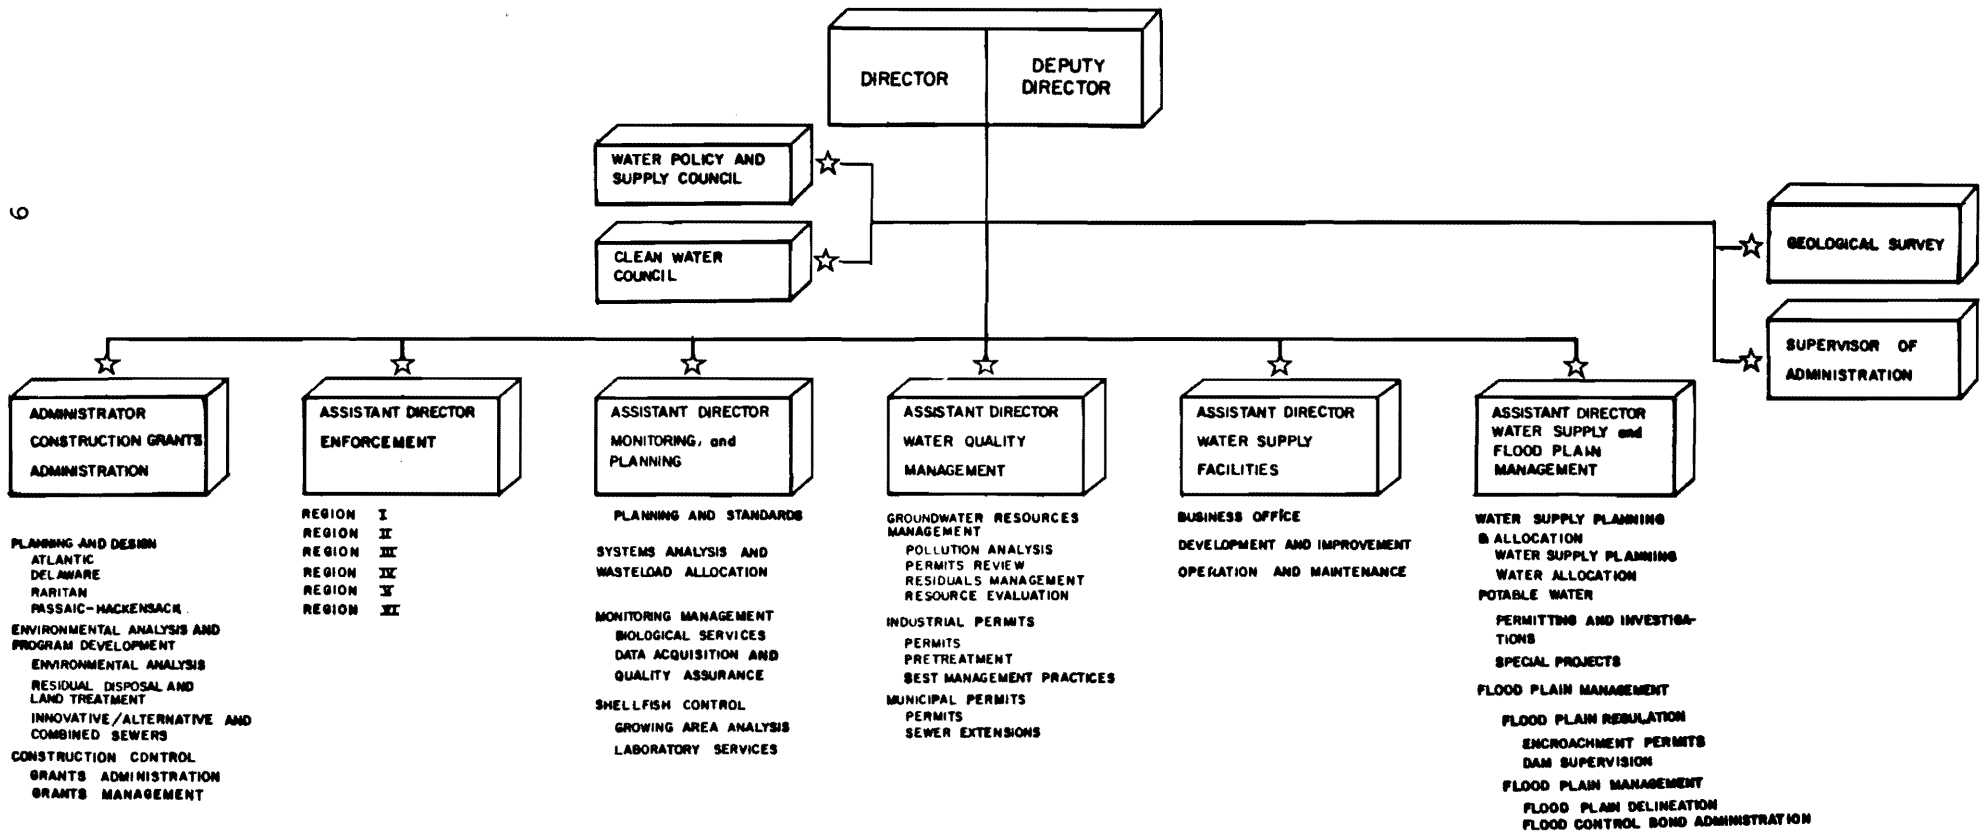 DIRECTOR
DEPUTY
DIRECTOR
WATER POLICY AND
SUPPLY COUNCIL
CLEAN WATER
COUNCIL
6
GEOLOGICAL SURVEY
SUPERVISOR OF
ADMINISTRATION
ADMINISTRATOR
CONSTRUCTION GRANTS
ADMINISTRATION
PLANNING AND DESIGN
ATLANTIC
DELAWARE
RARITAN
PASSAIC-HACKENSACK
ENVIRONMENTAL ANALYSIS AND
PROGRAM DEVELOPMENT
ENVIRONMENTAL ANALYSIS
RESIDUAL DISPOSAL AND
LAND TREATMENT
INNOVATIVE/ALTERNATIVE AND
COMBINED SEWERS
CONSTRUCTION CONTROL
GRANTS ADMINISTRATION
GRANTS MANAGEMENT
ASSISTANT DIRECTOR
ENFORCEMENT
REGION I
REGION II
REGION III
REGION IV
REGION V
REGION VI
ASSISTANT DIRECTOR
MONITORING, and
PLANNING
PLANNING AND STANDARDS
SYSTEMS ANALYSIS AND
WASTELOAD ALLOCATION
MONITORING MANAGEMENT
BIOLOGICAL SERVICES
DATA ACQUISITION AND
QUALITY ASSURANCE
SHELLFISH CONTROL
GROWING AREA ANALYSIS
LABORATORY SERVICES
ASSISTANT DIRECTOR
WATER QUALITY
MANAGEMENT
GROUNDWATER RESOURCES
MANAGEMENT
POLLUTION ANALYSIS
PERMITS REVIEW
RESIDUALS MANAGEMENT
RESOURCE EVALUATION
INDUSTRIAL PERMITS
PERMITS
PRETREATMENT
BEST MANAGEMENT PRACTICES
MUNICIPAL PERMITS
PERMITS
SEWER EXTENSIONS
ASSISTANT DIRECTOR
WATER SUPPLY
FACILITIES
BUSINESS OFFICE
DEVELOPMENT AND IMPROVEMENT
OPERATION AND MAINTENANCE
ASSISTANT DIRECTOR
WATER SUPPLY and
FLOOD PLAIN
MANAGEMENT
WATER SUPPLY PLANNING
& ALLOCATION
WATER SUPPLY PLANNING
WATER ALLOCATION
POTABLE WATER
PERMITTING AND INVESTIGA-
TIONS
SPECIAL PROJECTS
FLOOD PLAIN MANAGEMENT
FLOOD PLAIN REGULATION
ENCROACHMENT PERMITS
DAM SUPERVISION
FLOOD PLAIN MANAGEMENT
FLOOD PLAIN DELINEATION
FLOOD CONTROL BOND ADMINISTRATION